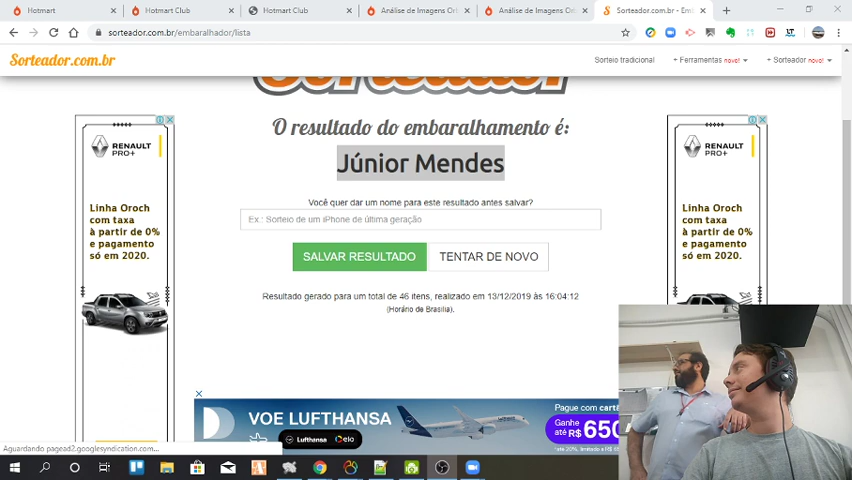 Hotmart
Hotmart Club
Hotmart Club
Análise de Imagens Orb
Análise de Imagens Orb
Sorteador.com.br - Em
sorteador.com.br/embaralhador/lista
Sorteador.com.br
Sorteio tradicional
+ Ferramentas novo!
+ Sorteador novo!
Sorteador
O resultado do embaralhamento é:
Júnior Mendes
Você quer dar um nome para este resultado antes salvar?
Ex.: Sorteio de um iPhone de última geração
SALVAR RESULTADO
TENTAR DE NOVO
Resultado gerado para um total de 46 itens, realizado em 13/12/2019 às 16:04:12
(Horário de Brasília).
RENAULT
PRO+
Linha Oroch
com taxa
à partir de 0%
e pagamento
só em 2020.
RENAULT
PRO+
Linha Oroch
com taxa
à partir de 0%
e pagamento
só em 2020.
VOE LUFTHANSA
Lufthansa
Pague com cart
Ganhe
até R$ 650
Aguardando pagead2.googlesyndication.com...